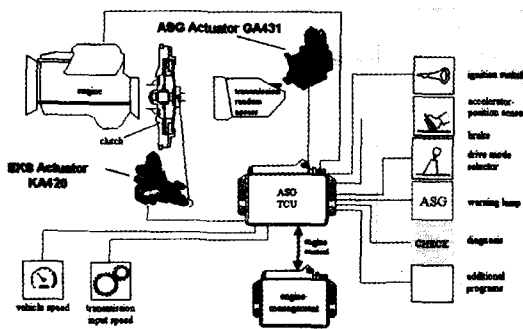 ASG Actuator GA431
engine
transmission
random
sensor
clutch
EKS Actuator
KA420
ASG
TCU
engine
control
engine
management
vehicle speed
transmission
input speed
ignition switch
accelerator-
position sensor
brake
drive mode
selector
ASG
warning lamp
CHECK
diagnosis
additional
programs